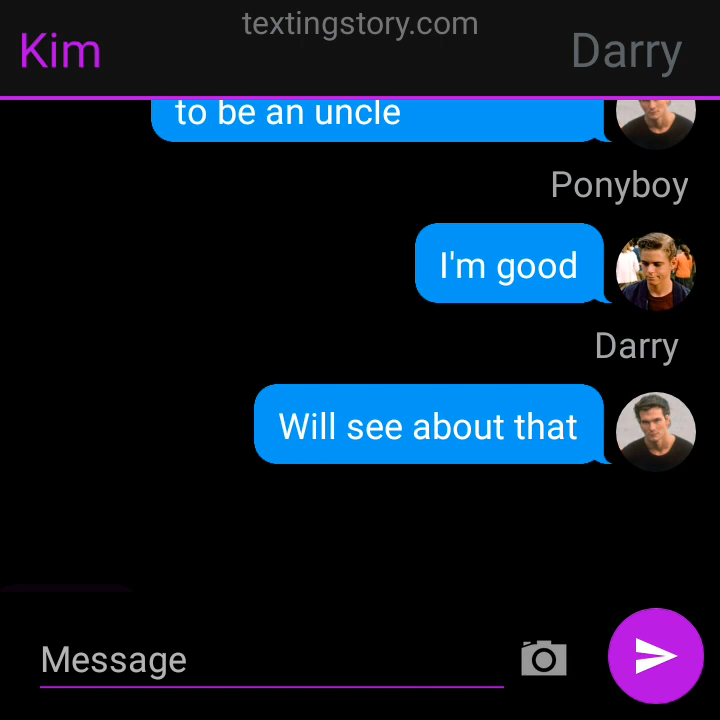 textingstory.com
Kim
Darry
to be an uncle
Ponyboy
I'm good
Darry
Will see about that
Message